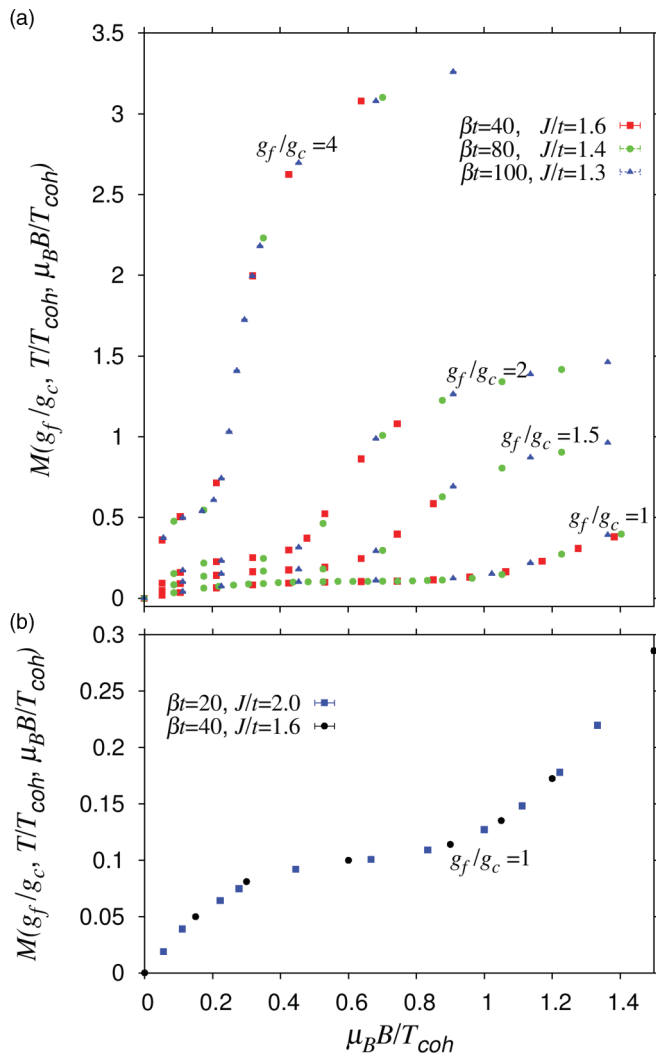 (a)
3.5
3
2.5
2
1.5
1
0.5
0
M(g_f/g_c, T/T_coh, μ_B B/T_coh)
βt=40, J/t=1.6
βt=80, J/t=1.4
βt=100, J/t=1.3
g_f/g_c=4
g_f/g_c=2
g_f/g_c=1.5
g_f/g_c=1
(b)
0.3
0.25
0.2
0.15
0.1
0.05
0
M(g_f/g_c, T/T_coh, μ_B B/T_coh)
βt=20, J/t=2.0
βt=40, J/t=1.6
g_f/g_c=1
0 0.2 0.4 0.6 0.8 1 1.2 1.4
μ_B B/T_coh